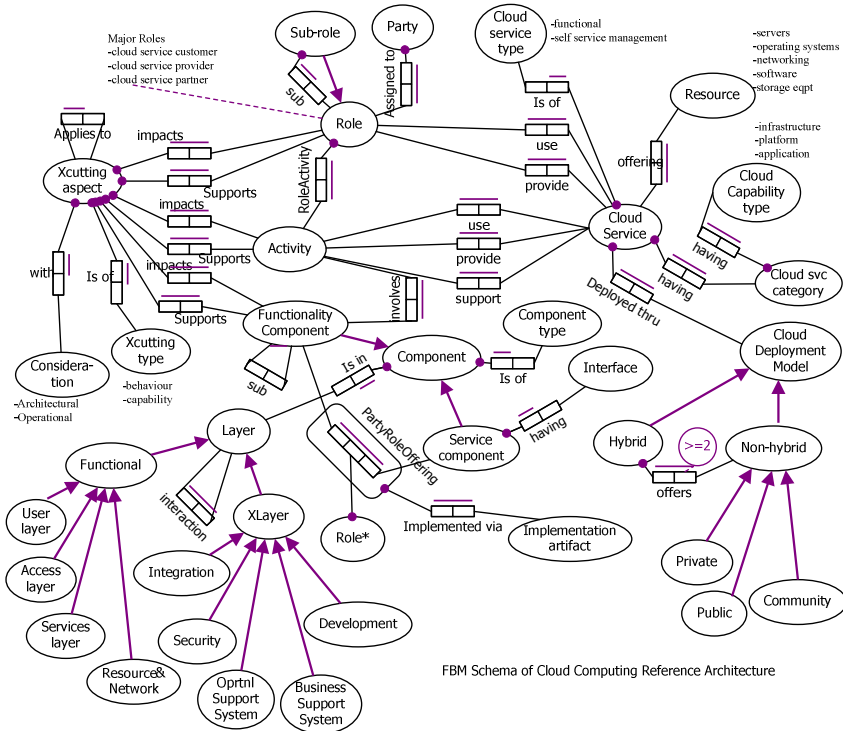 Major Roles
-cloud service customer
-cloud service provider
-cloud service partner
Sub-role
Party
Cloud
service
type
-functional
-self service management
-servers
-operating systems
-networking
-software
-storage eqpt
sub
Assigned to
Is of
Resource
Applies to
impacts
Role
use
offering
-infrastructure
-platform
-application
Xcutting
aspect
Supports
RoleActivity
provide
Cloud
Capability
type
impacts
Activity
use
Cloud
Service
having
Supports
provide
having
Cloud svc
category
with
Is of
impacts
support
Deployed thru
Supports
Functionality
Component
involves
Component
type
Xcutting
type
Component
Cloud
Deployment
Model
Considera-
tion
-behaviour
-capability
sub
Is in
Is of
Interface
-Architectural
-Operational
Layer
PartyRoleOffering
Service
component
having
Hybrid
>=2
Non-hybrid
Functional
offers
User
layer
interaction
XLayer
Role*
Implemented via
Implementation
artifact
Access
layer
Integration
Private
Services
layer
Security
Development
Public
Community
Resource&
Network
Oprtnl
Support
System
Business
Support
System
FBM Schema of Cloud Computing Reference Architecture